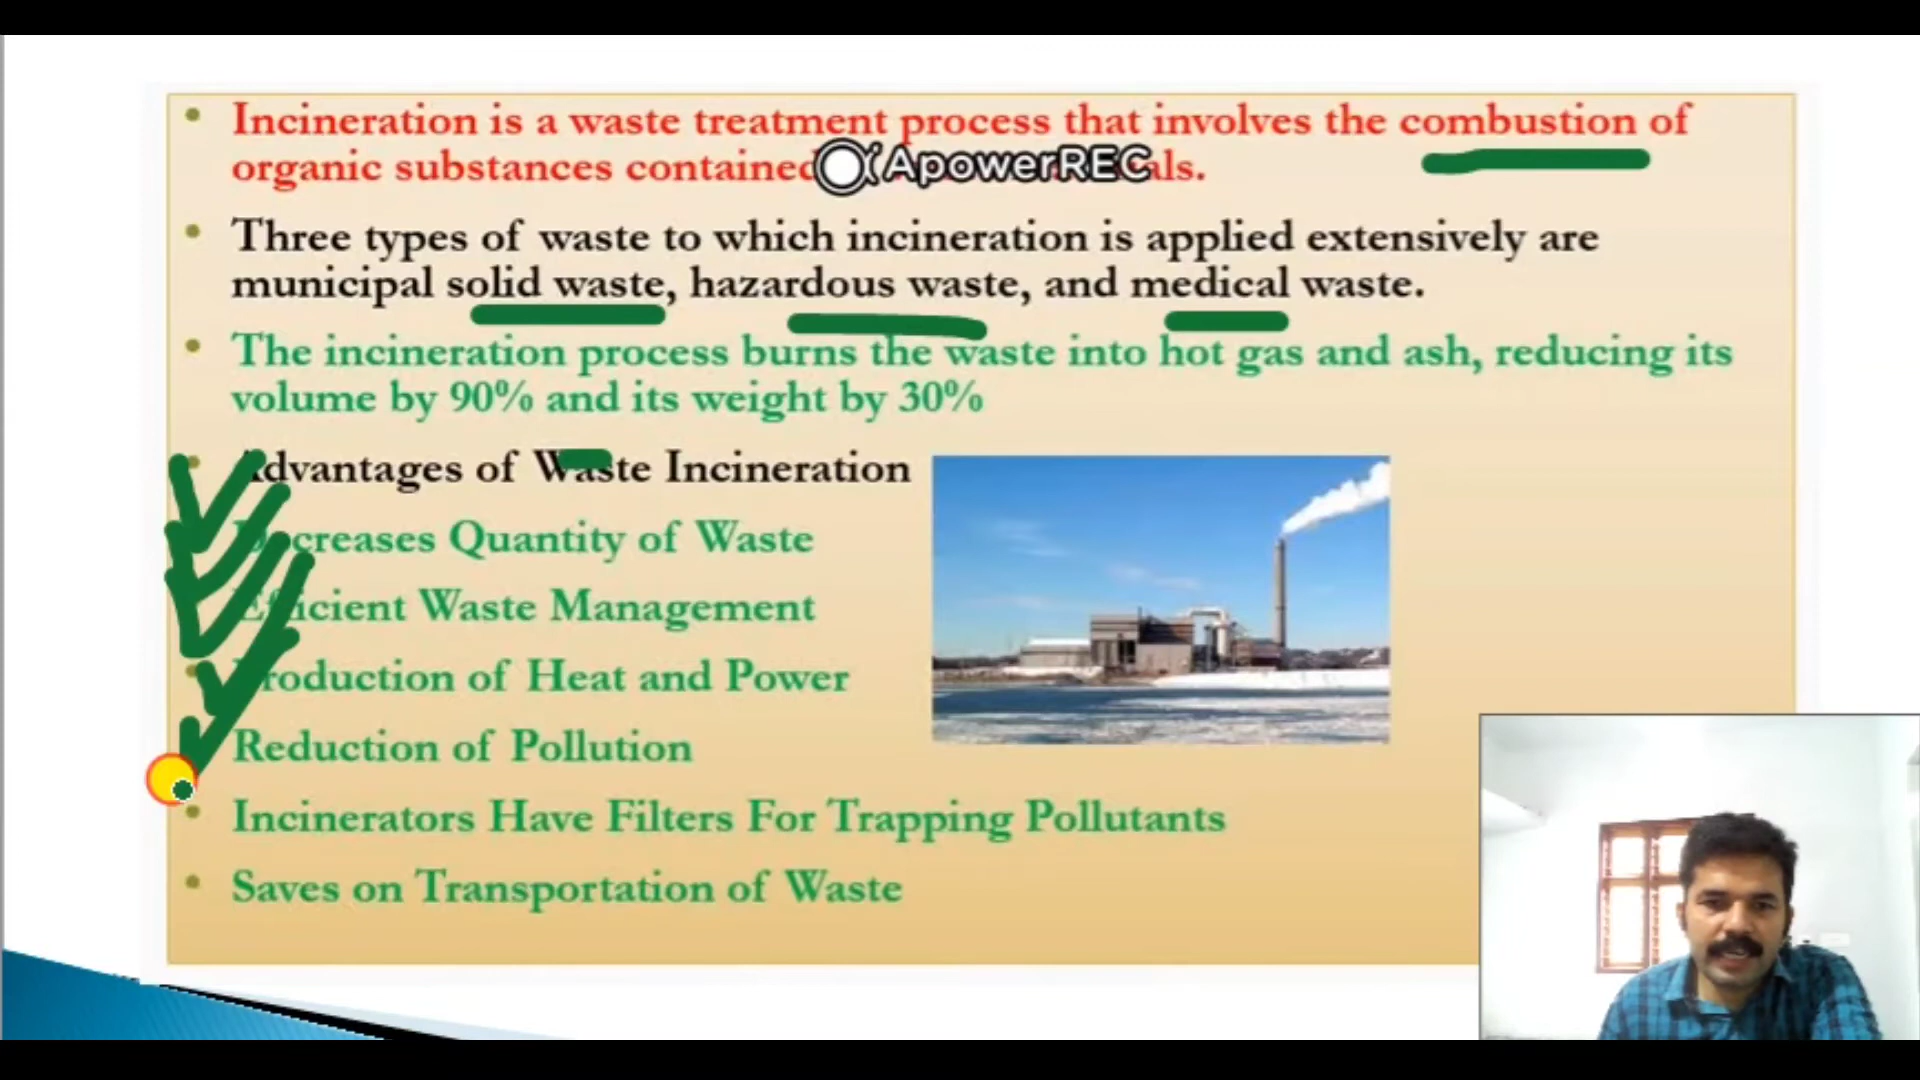 Incineration is a waste treatment process that involves the combustion of
organic substances contained
ApowerREC
Three types of waste to which incineration is applied extensively are
municipal solid waste, hazardous waste, and medical waste.
The incineration process burns the waste into hot gas and ash, reducing its
volume by 90% and its weight by 30%
Advantages of Waste Incineration
Decreases Quantity of Waste
Efficient Waste Management
Production of Heat and Power
Reduction of Pollution
Incinerators Have Filters For Trapping Pollutants
Saves on Transportation of Waste